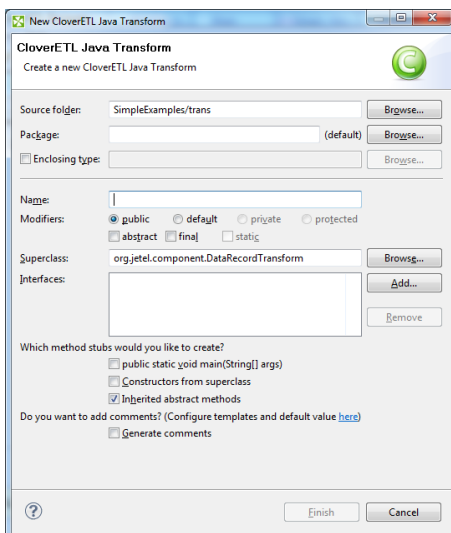 New CloverETL Java Transform
CloverETL Java Transform
Create a new CloverETL Java Transform
C
Source folder: SimpleExamples/trans Browse...
Package: (default) Browse...
Enclosing type: Browse...
Name:
Modifiers: public default private protected
abstract final static
Superclass: org.jetel.component.DataRecordTransform Browse...
Interfaces: Add...
Remove
Which method stubs would you like to create?
public static void main(String[] args)
Constructors from superclass
Inherited abstract methods
Do you want to add comments? (Configure templates and default value here)
Generate comments
? Finish Cancel